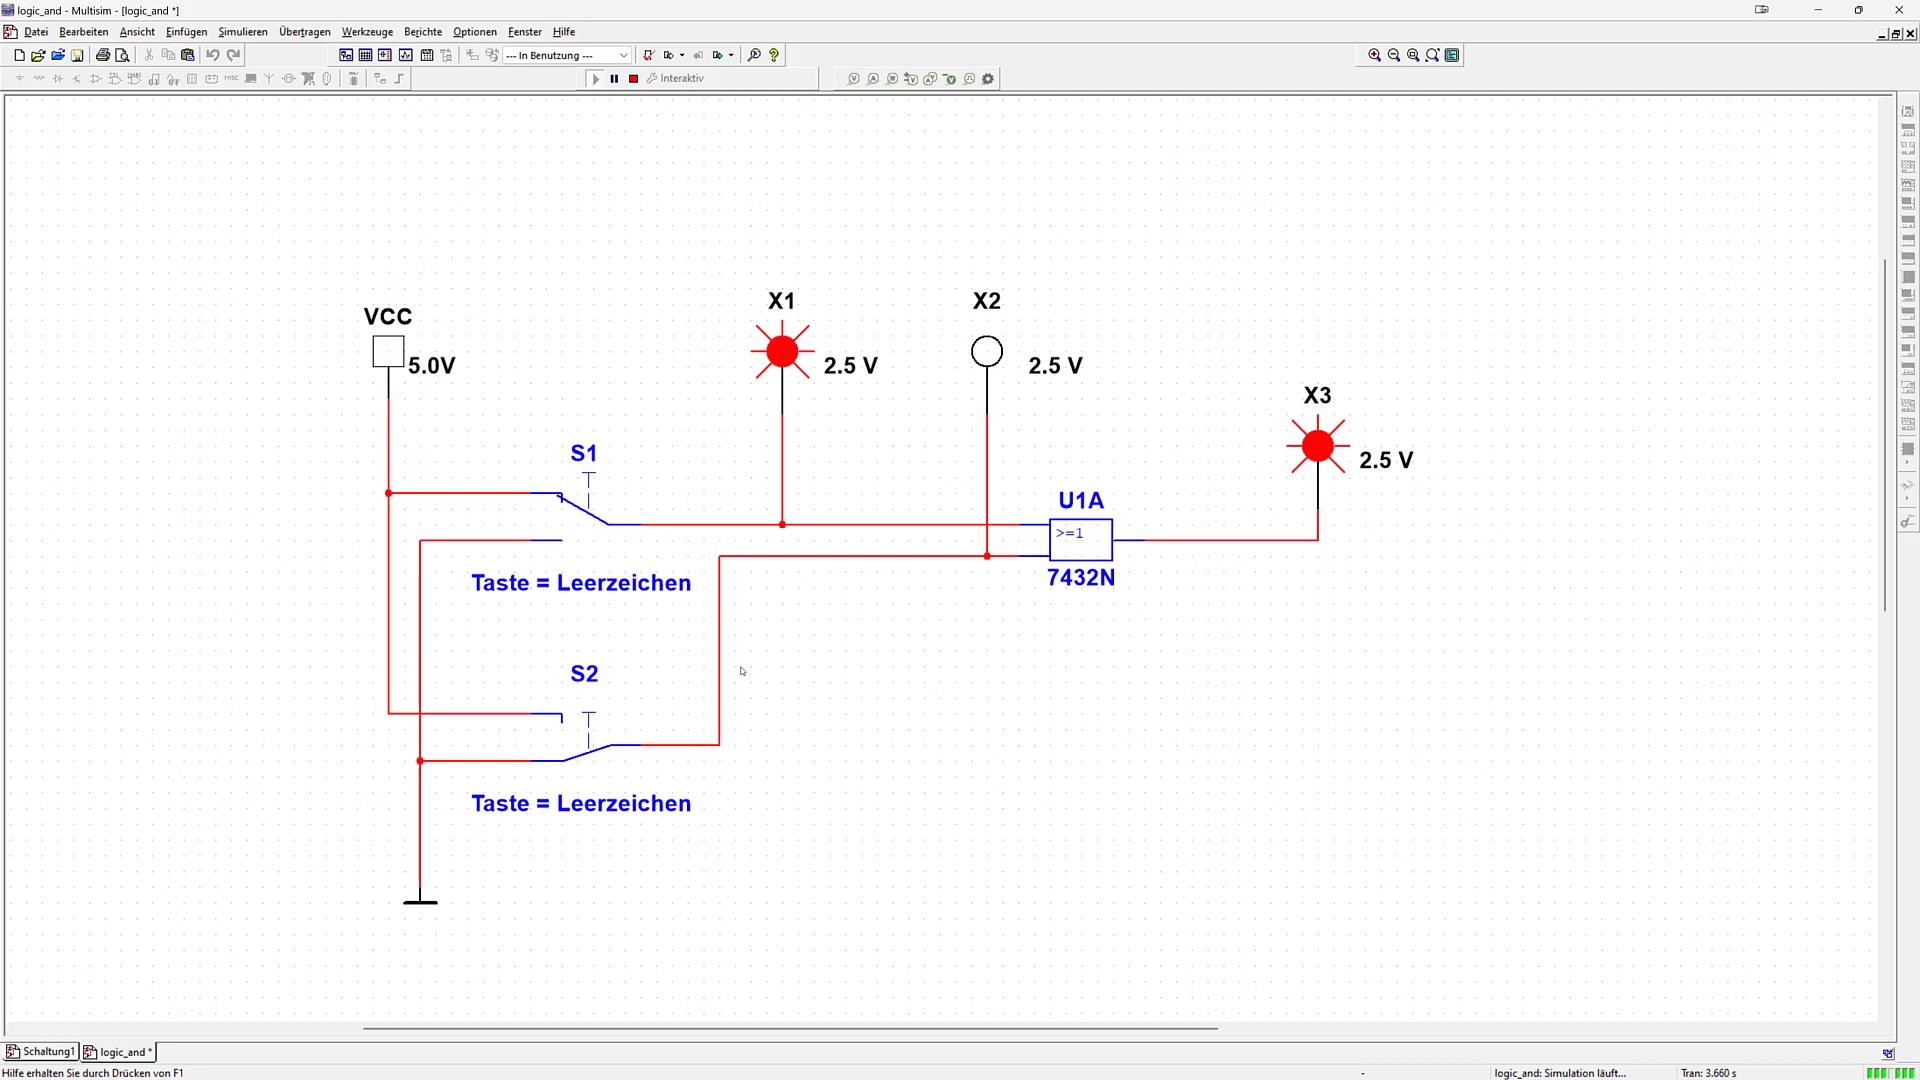 logic_and - Multisim - [logic_and *]
Datei Bearbeiten Ansicht Einfügen Simulieren Übertragen Werkzeuge Berichte Optionen Fenster Hilfe
--- In Benutzung ---
Interaktiv
X1
X2
VCC
2.5 V
2.5 V
5.0V
X3
S1
2.5 V
U1A
>=1
Taste = Leerzeichen
7432N
S2
Taste = Leerzeichen
Schaltung1 logic_and *
Hilfe erhalten Sie durch Drücken von F1
-
logic_and: Simulation läuft...
Tran: 3.660 s